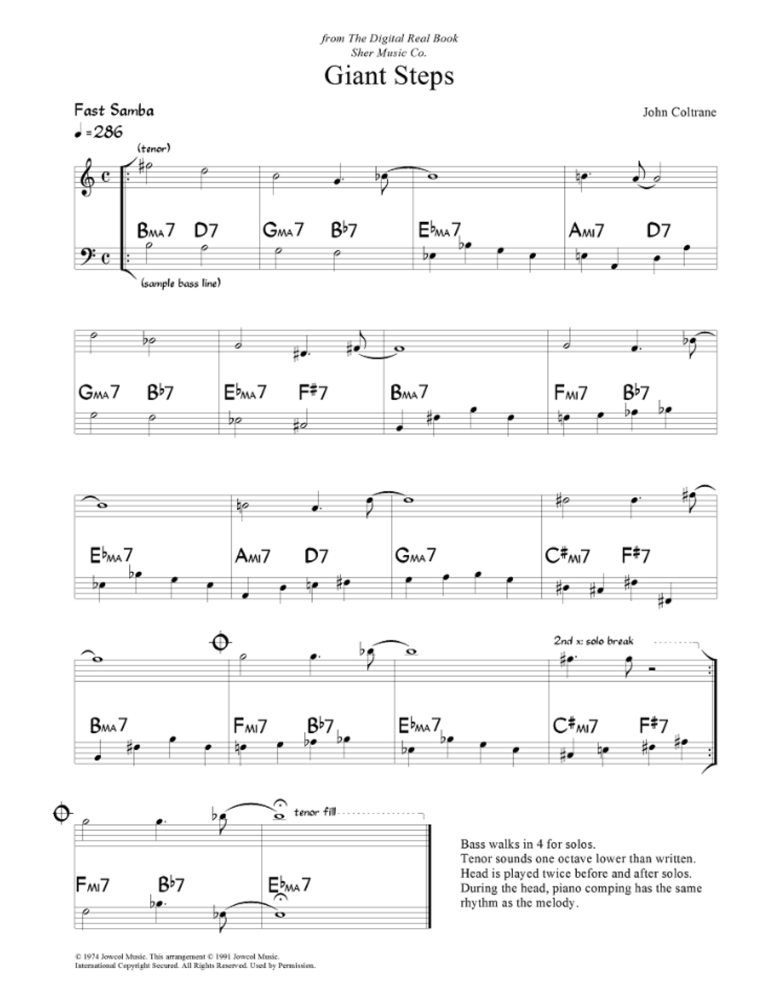 from The Digital Real Book
Sher Music Co.
Giant Steps
Fast Samba
John Coltrane
♩ = 286
(tenor)
BMA7 D7 GMA7 B♭7 E♭MA7 AMI7 D7
(sample bass line)
GMA7 B♭7 E♭MA7 F♯7 BMA7 FMI7 B♭7
E♭MA7 AMI7 D7 GMA7 C♯MI7 F♯7
2nd x: solo break
BMA7 FMI7 B♭7 E♭MA7 C♯MI7 F♯7
tenor fill
FMI7 B♭7 E♭MA7
Bass walks in 4 for solos.
Tenor sounds one octave lower than written.
Head is played twice before and after solos.
During the head, piano comping has the same
rhythm as the melody.
© 1974 Jowcol Music. This arrangement © 1991 Jowcol Music.
International Copyright Secured. All Rights Reserved. Used by Permission.